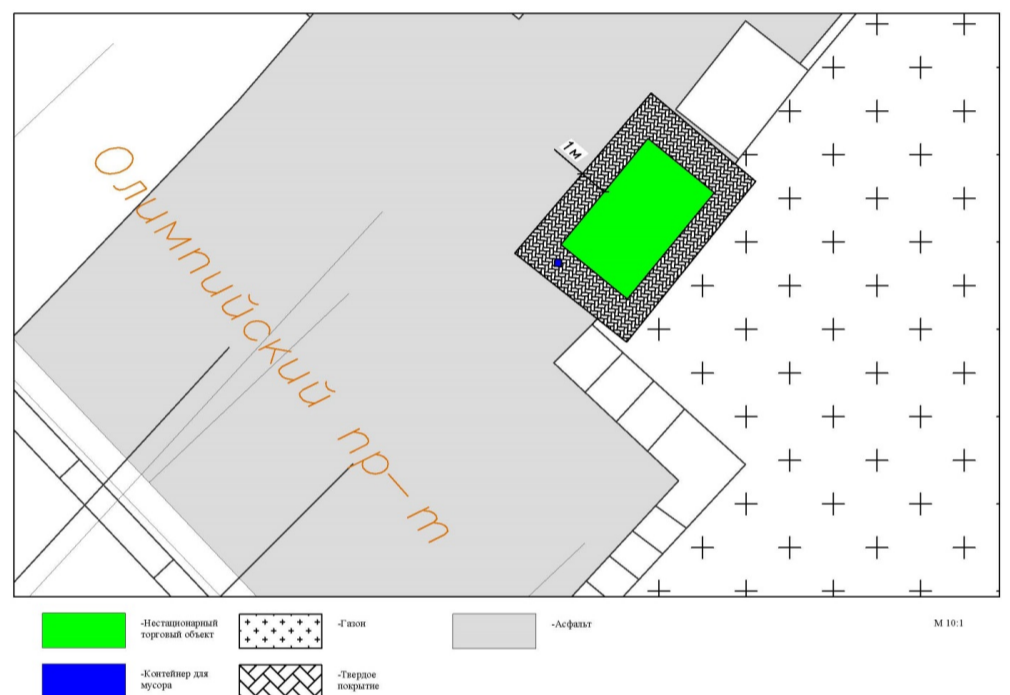 1м
Олимпийский пр-т
-Нестационарный
торговый объект
-Газон
-Асфальт
М 10:1
-Контейнер для
мусора
-Твердое
покрытие